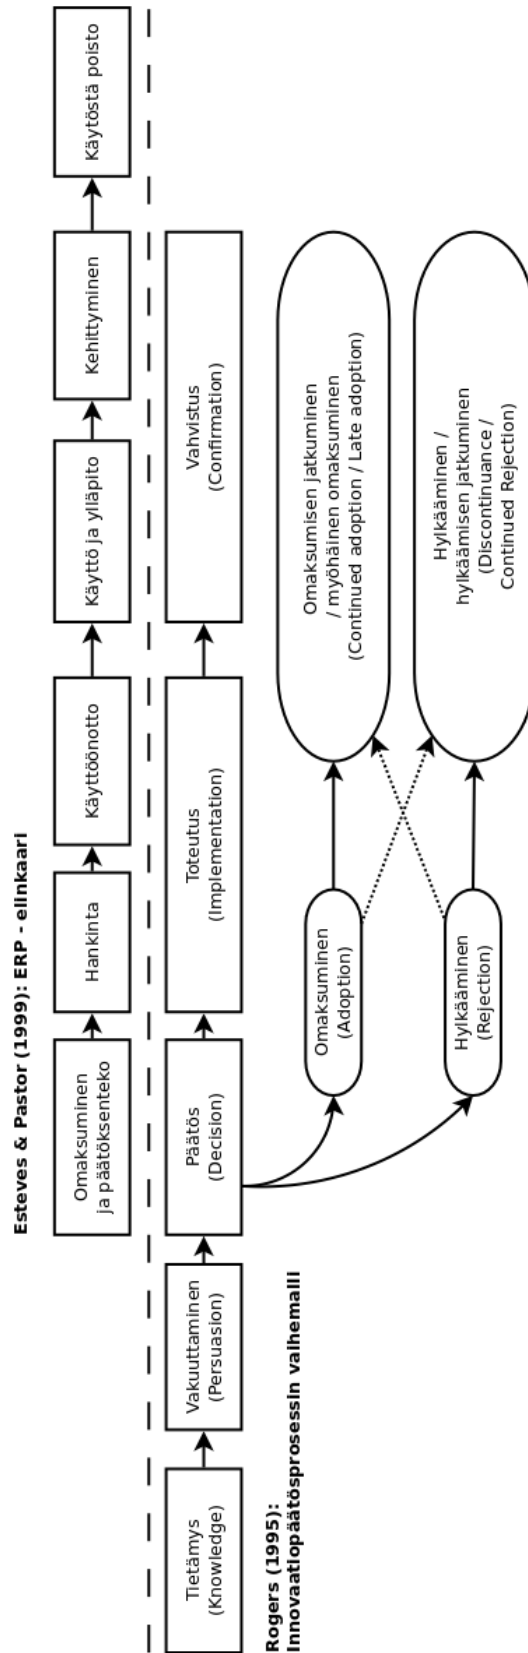 Esteves & Pastor (1999): ERP - elinkaari
Omaksuminen
ja päätöksenteko
Hankinta
Käyttöönotto
Käyttö ja ylläpito
Kehittyminen
Käytöstä poisto
Tietämys
(Knowledge)
Vakuuttaminen
(Persuasion)
Päätös
(Decision)
Toteutus
(Implementation)
Vahvistus
(Confirmation)
Rogers (1995):
Innovaatiopäätösprosessin vaihemalli
Omaksuminen
(Adoption)
Omaksumisen jatkuminen
/ myöhäinen omaksuminen
(Continued adoption / Late adoption)
Hylkääminen
(Rejection)
Hylkääminen /
hylkäämisen jatkuminen
(Discontinuance /
Continued Rejection)